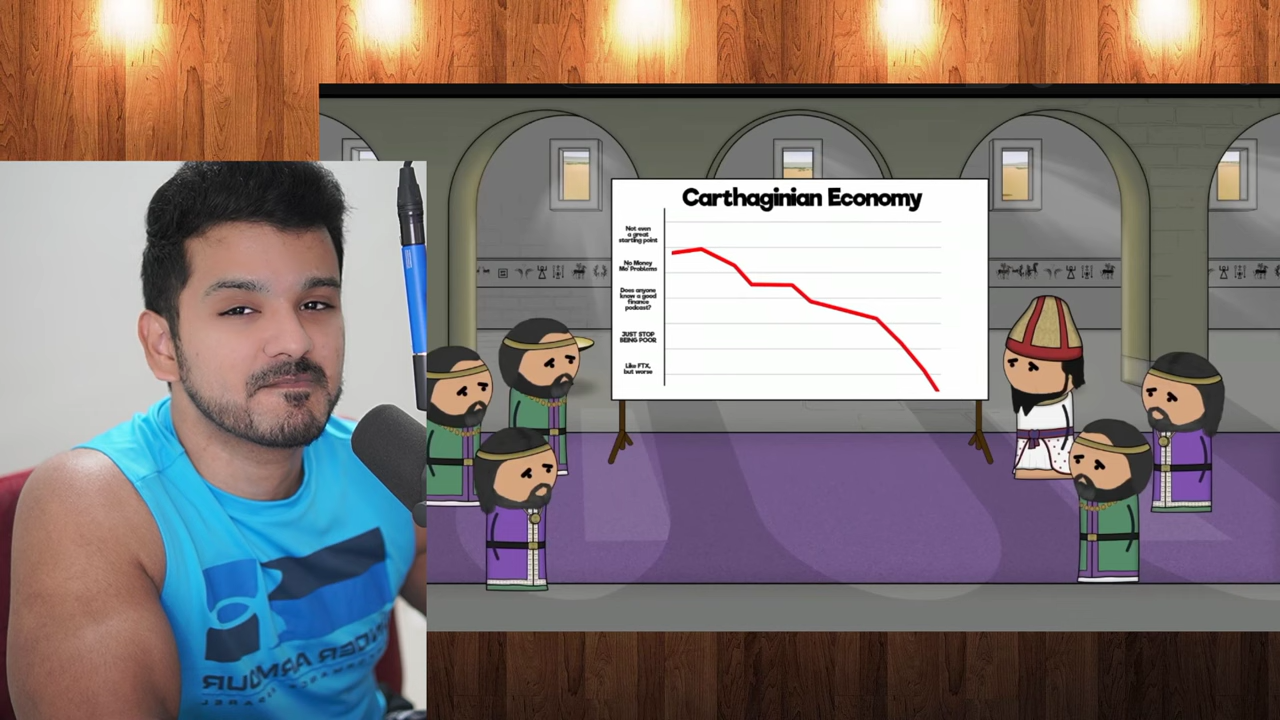 Carthaginian Economy
Not even
a great
starting point
No Money
Mo' Problems
Does anyone
know a good
finance
podcast?
JUST STOP
BEING POOR
Like FTX,
but worse
UNDER ARMOUR